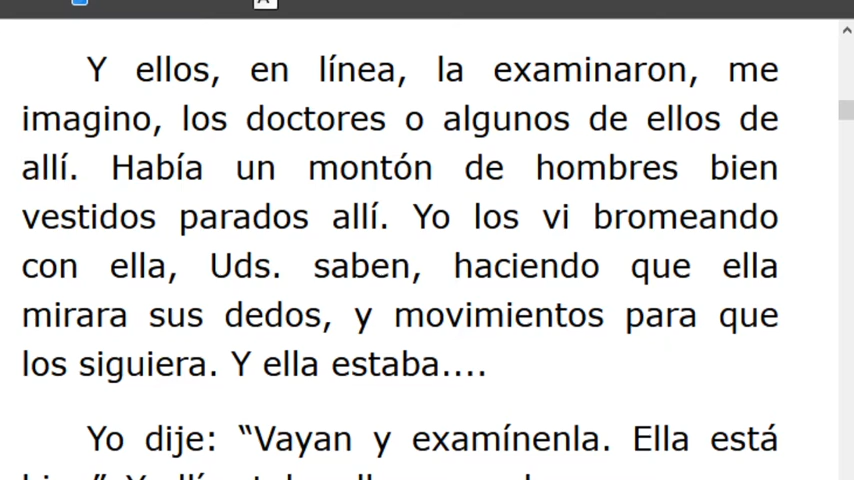 Y ellos, en línea, la examinaron, me
imagino, los doctores o algunos de ellos de
allí. Había un montón de hombres bien
vestidos parados allí. Yo los vi bromeando
con ella, Uds. saben, haciendo que ella
mirara sus dedos, y movimientos para que
los siguiera. Y ella estaba....
Yo dije: “Vayan y examínenla. Ella está